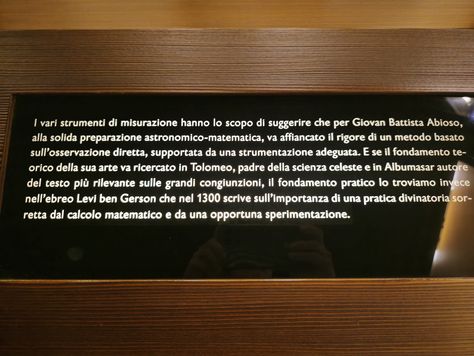 I vari strumenti di misurazione hanno lo scopo di suggerire che per Giovan Battista Abioso,
alla solida preparazione astronomico-matematica, va affiancato il rigore di un metodo basato
sull'osservazione diretta, supportata da una strumentazione adeguata. E se il fondamento te-
orico della sua arte va ricercato in Tolomeo, padre della scienza celeste e in Albumasar autore
del testo più rilevante sulle grandi congiunzioni, il fondamento pratico lo troviamo invece
nell'ebreo Levi ben Gerson che nel 1300 scrive sull'importanza di una pratica divinatoria sor-
retta dal calcolo matematico e da una opportuna sperimentazione.